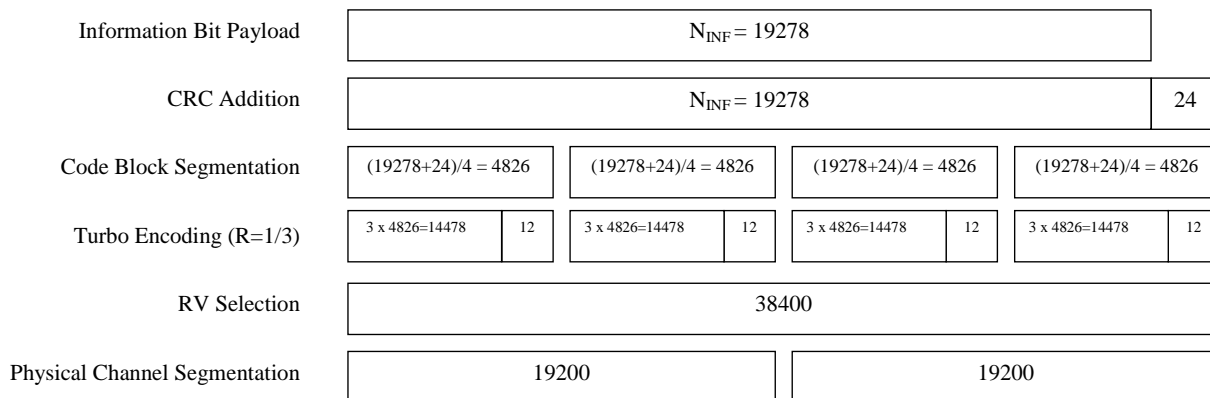 Information Bit Payload
N_INF = 19278
CRC Addition
N_INF = 19278
24
Code Block Segmentation
(19278+24)/4 = 4826
(19278+24)/4 = 4826
(19278+24)/4 = 4826
(19278+24)/4 = 4826
Turbo Encoding (R=1/3)
3 x 4826=14478
12
3 x 4826=14478
12
3 x 4826=14478
12
3 x 4826=14478
12
RV Selection
38400
Physical Channel Segmentation
19200
19200